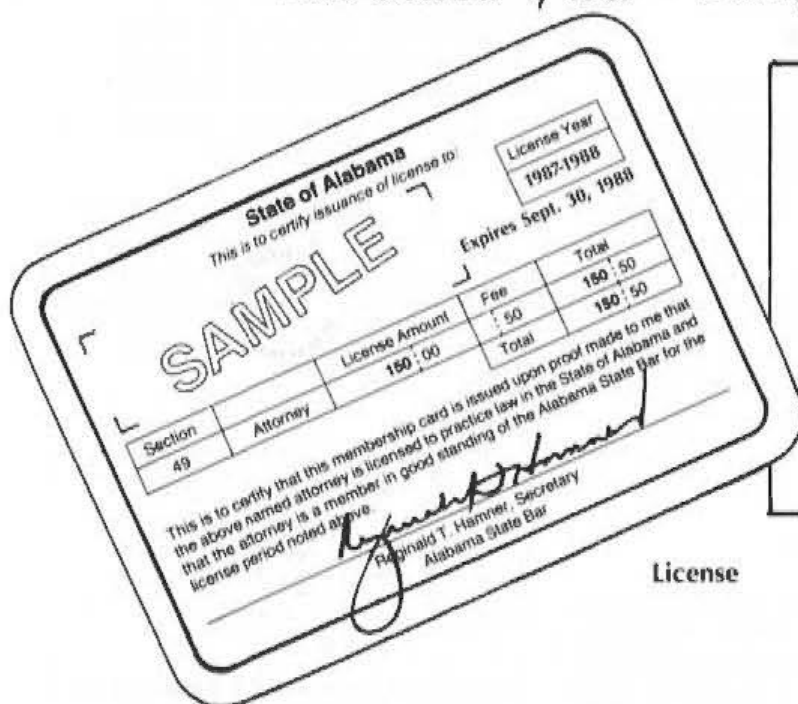 State of Alabama
This is to certify issuance of license to:
License Year
1987-1988
Expires Sept. 30, 1988
SAMPLE
Section License Amount Fee Total
49 Attorney 150 00 50 150 50
Total 150 50
This is to certify that this membership card is issued upon proof made to me that
the above named attorney is licensed to practice law in the State of Alabama and
that the attorney is a member in good standing of the Alabama State Bar for the
license period noted above.
Reginald T. Hamner, Secretary
Alabama State Bar
License